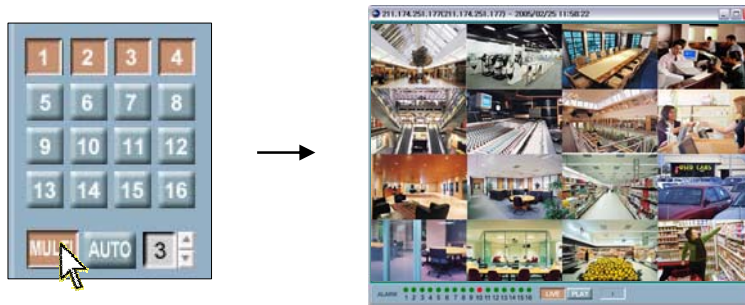 1 2 3 4
5 6 7 8
9 10 11 12
13 14 15 16
AUTO 3
211.174.251.177(211.174.251.177) - 2005/02/25 11:58:22
USED CARS
ALARM 1 2 3 4 5 6 7 8 9 10 11 12 13 14 15 16 LIVE PLAY